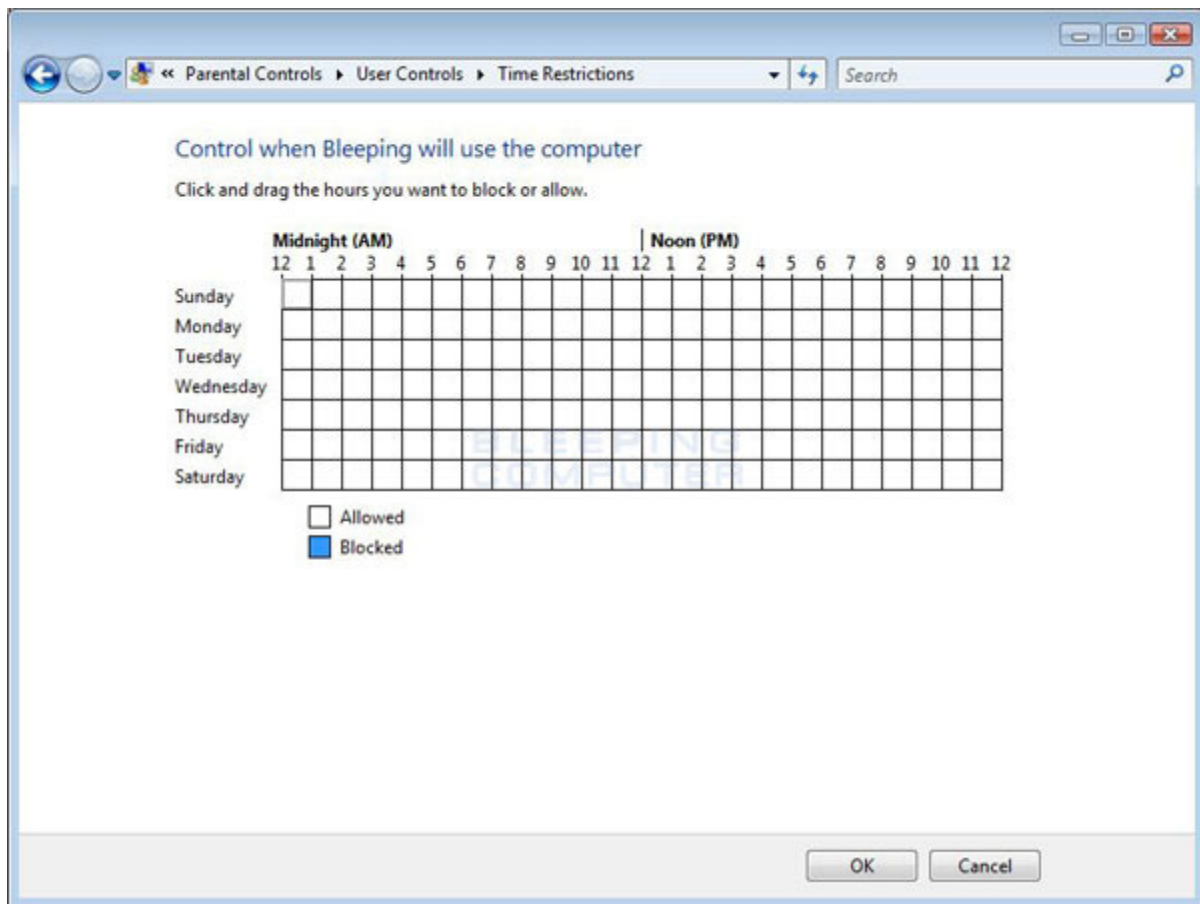 « Parental Controls ▸ User Controls ▸ Time Restrictions
Search
Control when Bleeping will use the computer
Click and drag the hours you want to block or allow.
Midnight (AM) Noon (PM)
12 1 2 3 4 5 6 7 8 9 10 11 12 1 2 3 4 5 6 7 8 9 10 11 12
Sunday
Monday
Tuesday
Wednesday
Thursday
Friday
Saturday
BLEEPING
COMPUTER
Allowed
Blocked
OK Cancel